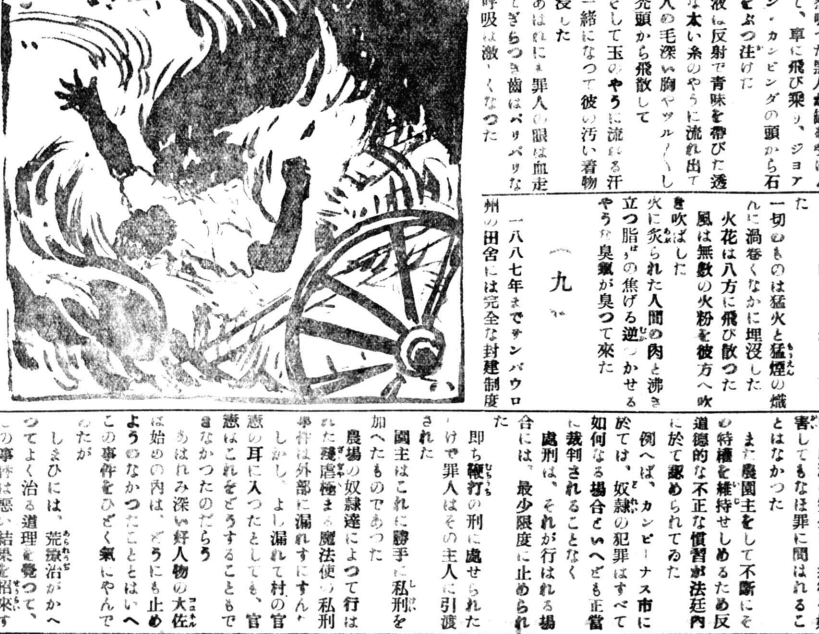 て、車に飛び乗り、ジョア
ン・カンビンダの頭から石
をぶつ注けた
液は反射で青味を帶びた透
な太い糸のやうに流れ出て
人の毛深い胸やツル〳〵し
禿頭から飛散して
そして玉のやうに流れる汗
一緒になつて彼の汚い着物
浸した
あはれにも罪人の眼は血走
てぎらつき歯はバリバリな
呼吸は激しくなつた
た
一切のものは猛火と猛煙の熾
んに渦卷くなかに埋沒した
火花は八方に飛び散つた
風は無數の火粉を彼方へ吹
き吹ばした
火に炙られた人間の肉と沸き
立つ脂の焦げる逆つかせる
やうな臭氣が臭つて來た
九
一八八七年までサンパウロ
州の田舍には完全な封建制度
害してもなほ罪に問はれるこ
とはなかつた
また農園主をして不斷にそ
の特權を維持せしめるため反
道德的な不正な慣習が法廷内
に於て認められてゐた
例へば、カンピーナス市に
於ては、奴隸の犯罪はすべて
如何なる場合といへども正當
に裁判されることなく
處刑は、それが行はれる場
合には、最少限度に止められ
た
即ち鞭打の刑に處せられた
けで罪人はその主人に引渡
された
園主はこれに勝手に私刑を
加へたものであつた
農場の奴隸達によつて行は
れた殘虐極まる魔法使の私刑
事件は外部に漏れずにすんだ
しかし、よし漏れて村の官
憲の耳に入つたとしても、官
憲はこれをどうすることもで
きなかつたのだらう
あはれみ深い好人物の大佐
は始めの内は、どうにも止め
ようのなかつたこととはいへ
この事件をひどく氣にやんで
ゐたが
しまひには、荒療治がかへ
つてよく治る道理を覺つて、
この事件は惡い結果を招來す